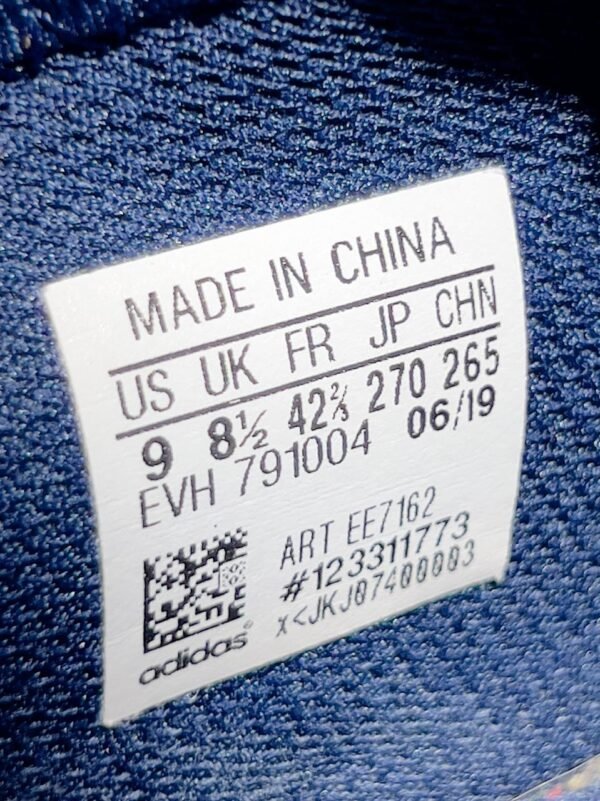 MADE IN CHINA
US UK FR JP CHN
9 8½ 42⅔ 270 265
EVH 791004 06/19
ART EE7162
#123311773
x<JKJ07400003
adidas®